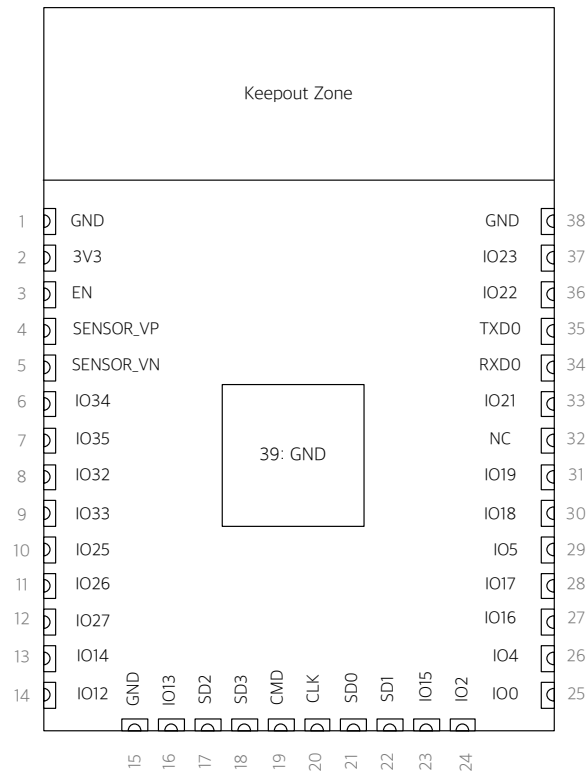 Keepout Zone
1 GND GND 38
2 3V3 IO23 37
3 EN IO22 36
4 SENSOR_VP TXD0 35
5 SENSOR_VN RXD0 34
6 IO34 IO21 33
7 IO35 NC 32
39: GND
8 IO32 IO19 31
9 IO33 IO18 30
10 IO25 IO5 29
11 IO26 IO17 28
12 IO27 IO16 27
13 IO14 IO4 26
14 IO12 IO0 25
GND IO13 SD2 SD3 CMD CLK SD0 SD1 IO15 IO2
15 16 17 18 19 20 21 22 23 24